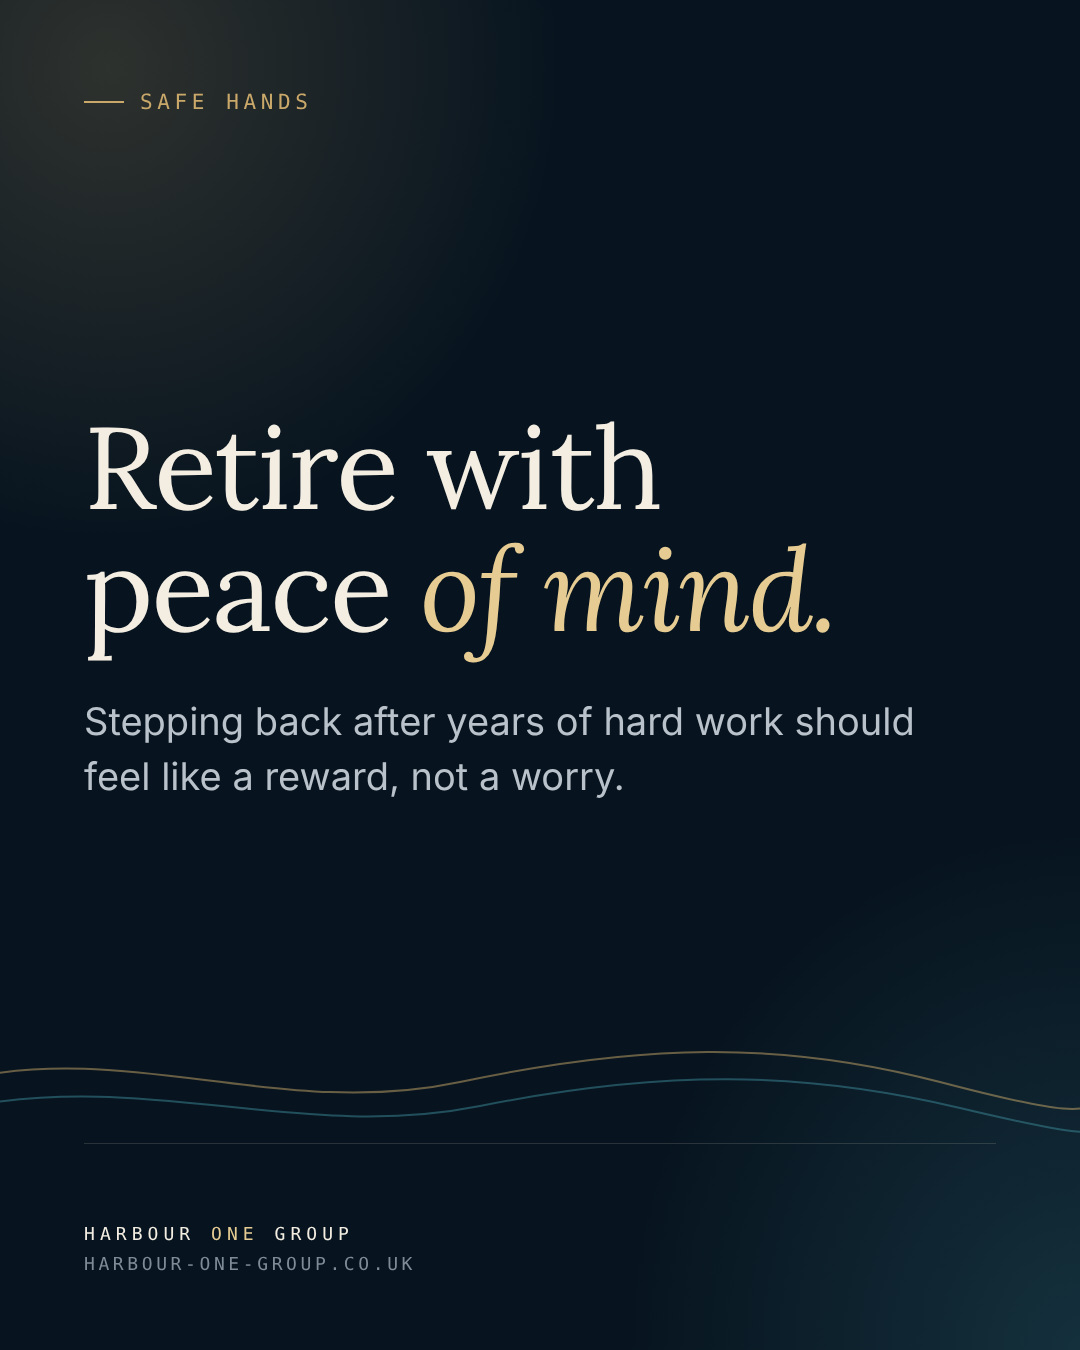 SAFE HANDS
Retire with
peace of mind.
Stepping back after years of hard work should
feel like a reward, not a worry.
HARBOUR ONE GROUP
HARBOUR-ONE-GROUP.CO.UK